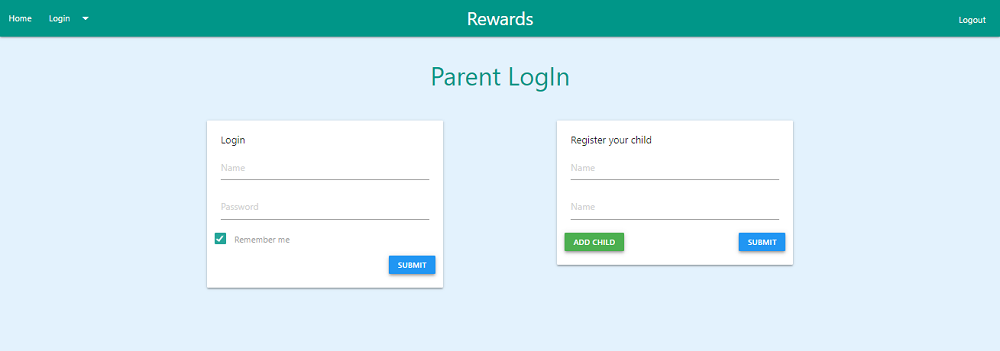 Home Login Rewards Logout
Parent LogIn
Login
Name
Password
Remember me
SUBMIT
Register your child
Name
Name
ADD CHILD SUBMIT